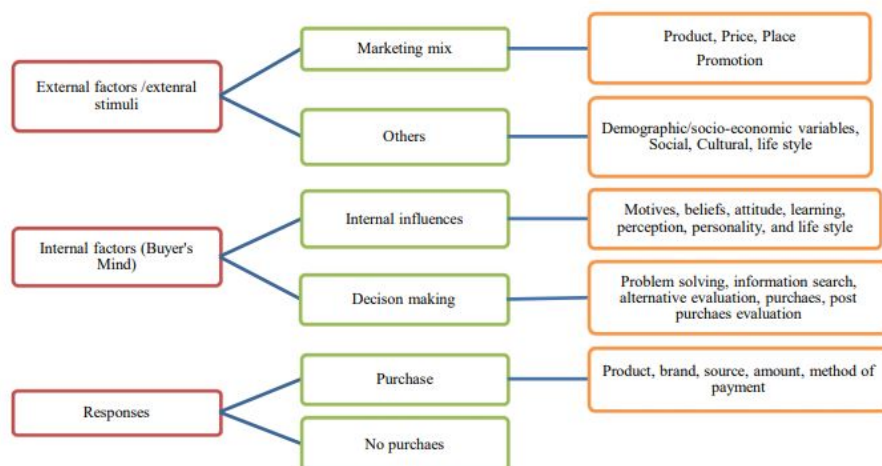 External factors /extenral
stimuli
Marketing mix
Product, Price, Place
Promotion
Others
Demographic/socio-economic variables,
Social, Cultural, life style
Internal factors (Buyer's
Mind)
Internal influences
Motives, beliefs, attitude, learning,
perception, personality, and life style
Decison making
Problem solving, information search,
alternative evaluation, purchaes, post
purchaes evaluation
Responses
Purchase
Product, brand, source, amount, method of
payment
No purchaes